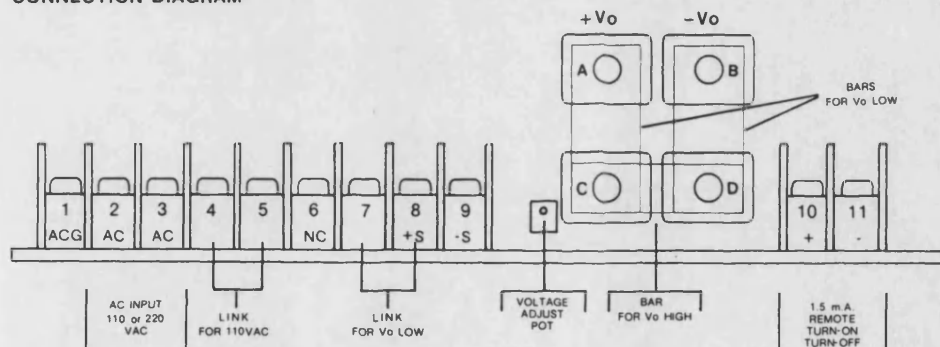 CONNECTION DIAGRAM
+Vo -Vo
A B
BARS
FOR Vo LOW
C D
1 2 3 4 5 6 7 8 9 10 11
ACG AC AC NC +S -S + -
AC INPUT
110 or 220
VAC
LINK
FOR 110VAC
LINK
FOR Vo LOW
VOLTAGE
ADJUST
POT
BAR
FOR Vo HIGH
1.5 m.A.
REMOTE
TURN-ON
TURN-OFF